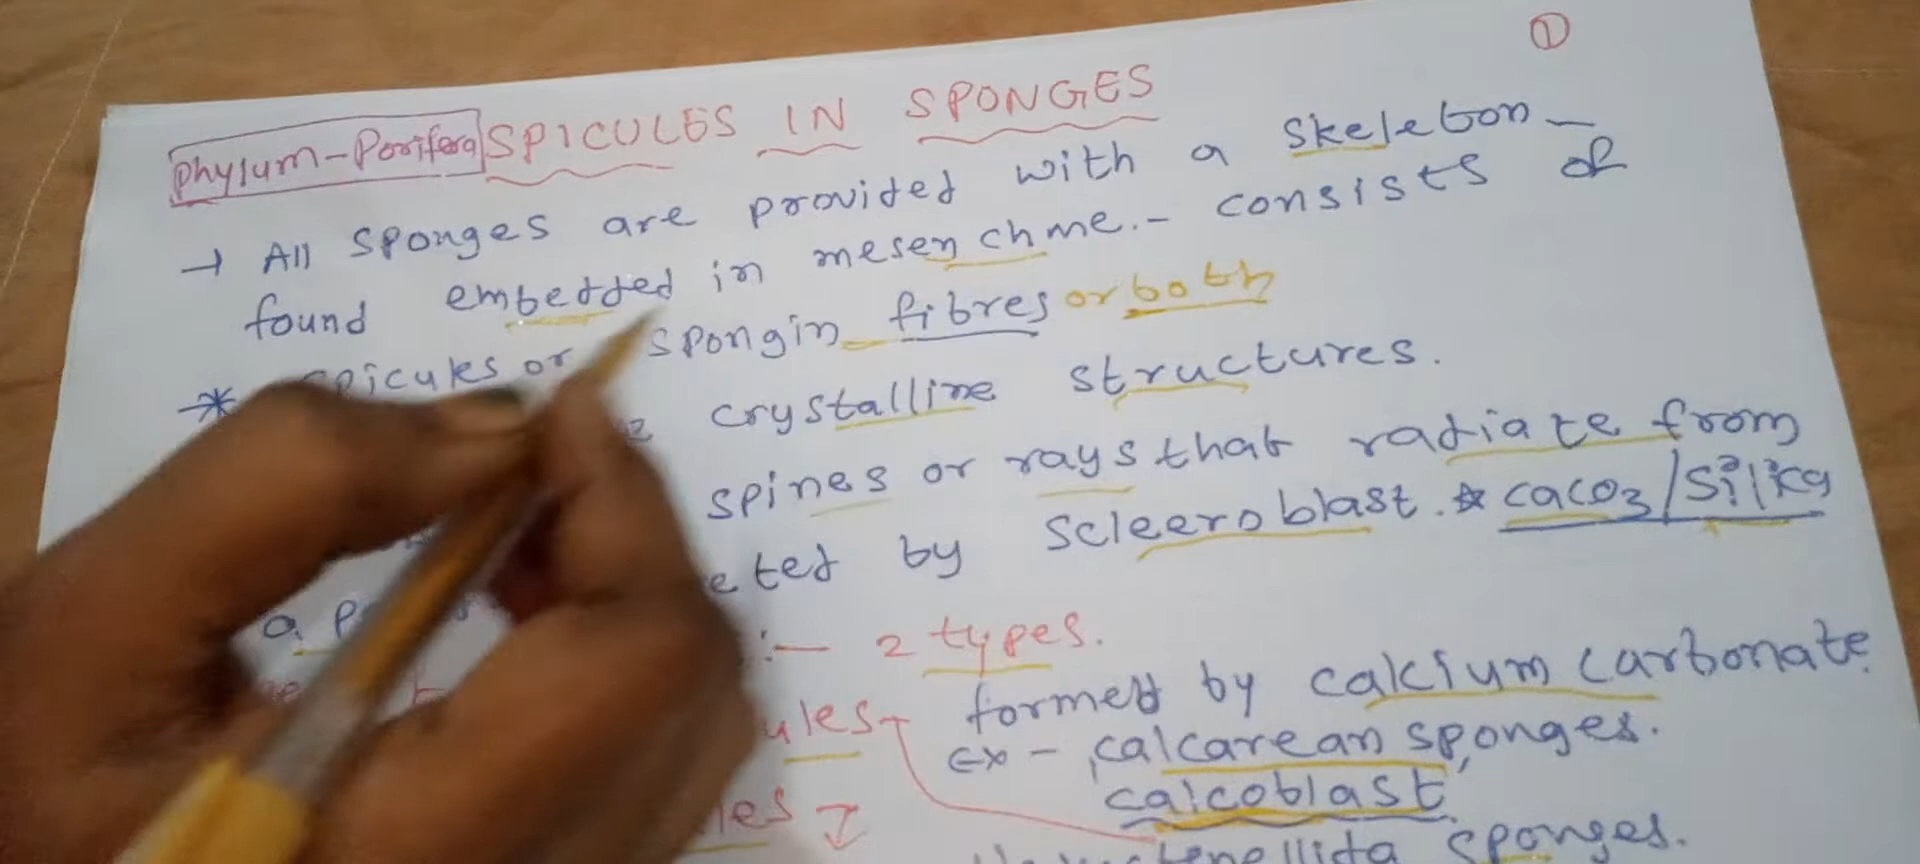 ①
Phylum-Porifera SPICULES IN SPONGES
→ All sponges are provided with a skeleton –
found embedded in mesenchme. – consists of
* spicules or spongin fibres or both
crystalline structures.
spines or rays that radiate from
a
eted by scleeroblast. * CaCO3/Silica
:— 2 types.
ules → formed by calcium carbonate.
Ex – calcarean sponges.
calcoblast
les
sponges.